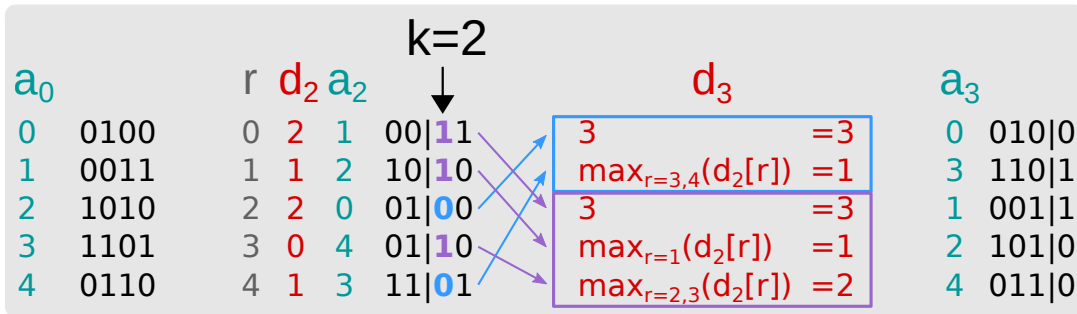 k=2
a₀ r d₂ a₂ d₃ a₃
0 0100 0 2 1 00|11 3 =3 0 010|0
1 0011 1 1 2 10|10 maxᵣ₌₃,₄(d₂[r]) =1 3 110|1
2 1010 2 2 0 01|00 3 =3 1 001|1
3 1101 3 0 4 01|10 maxᵣ₌₁(d₂[r]) =1 2 101|0
4 0110 4 1 3 11|01 maxᵣ₌₂,₃(d₂[r]) =2 4 011|0